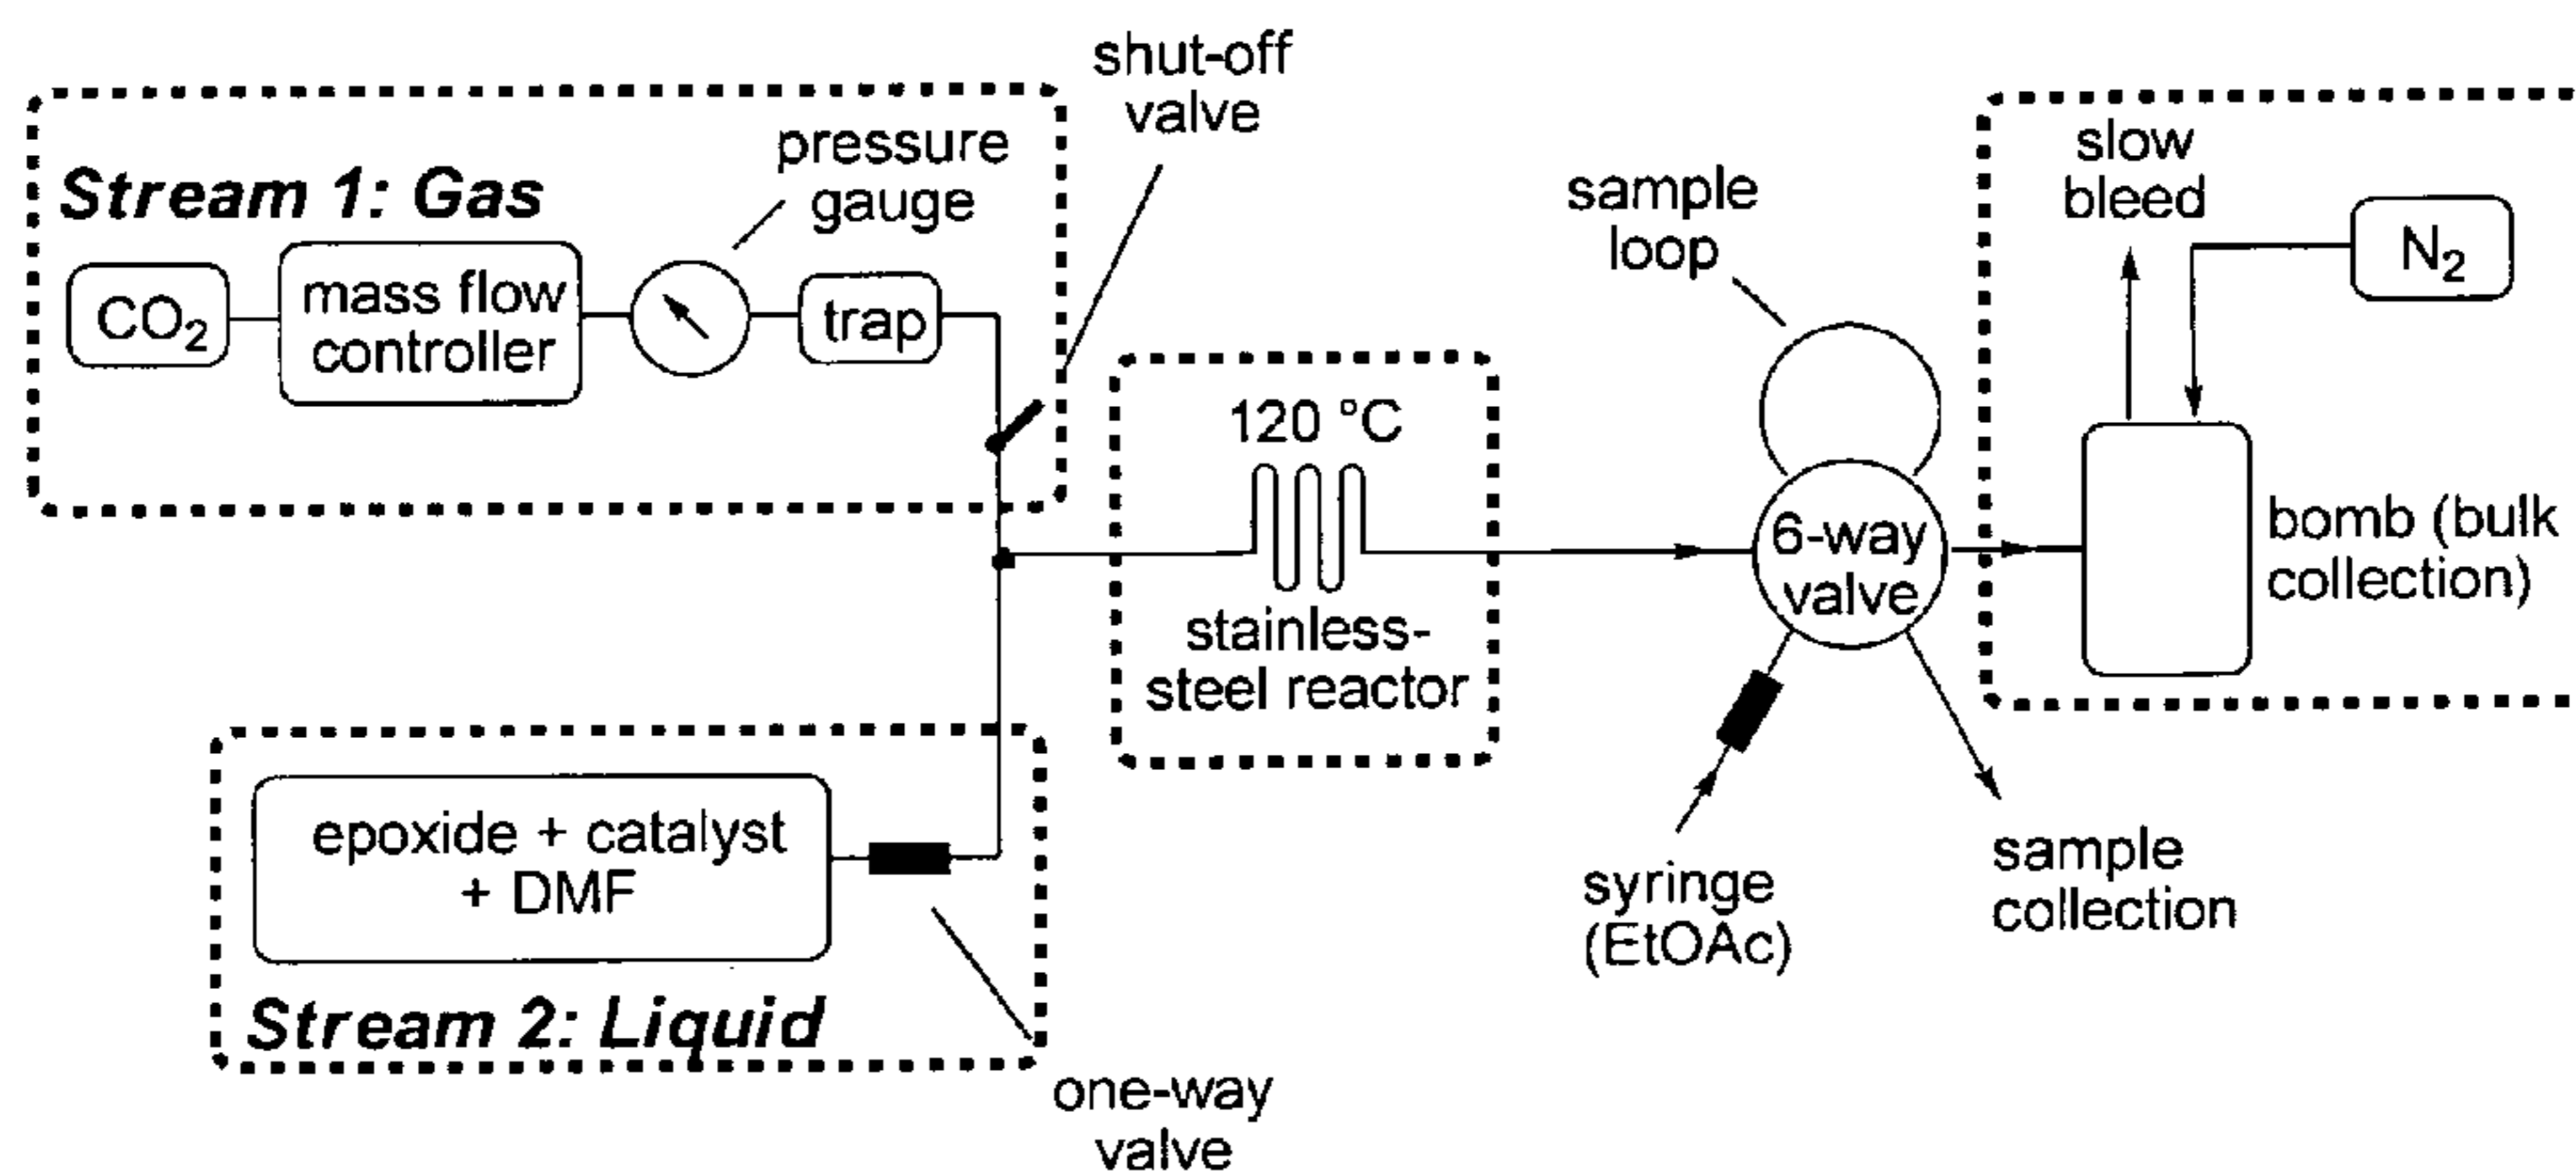 shut-off
valve
pressure
gauge
Stream 1: Gas
CO₂
mass flow
controller
trap
120 °C
stainless-
steel reactor
sample
loop
6-way
valve
slow
bleed
N₂
bomb (bulk
collection)
syringe
(EtOAc)
sample
collection
epoxide + catalyst
+ DMF
Stream 2: Liquid
one-way
valve